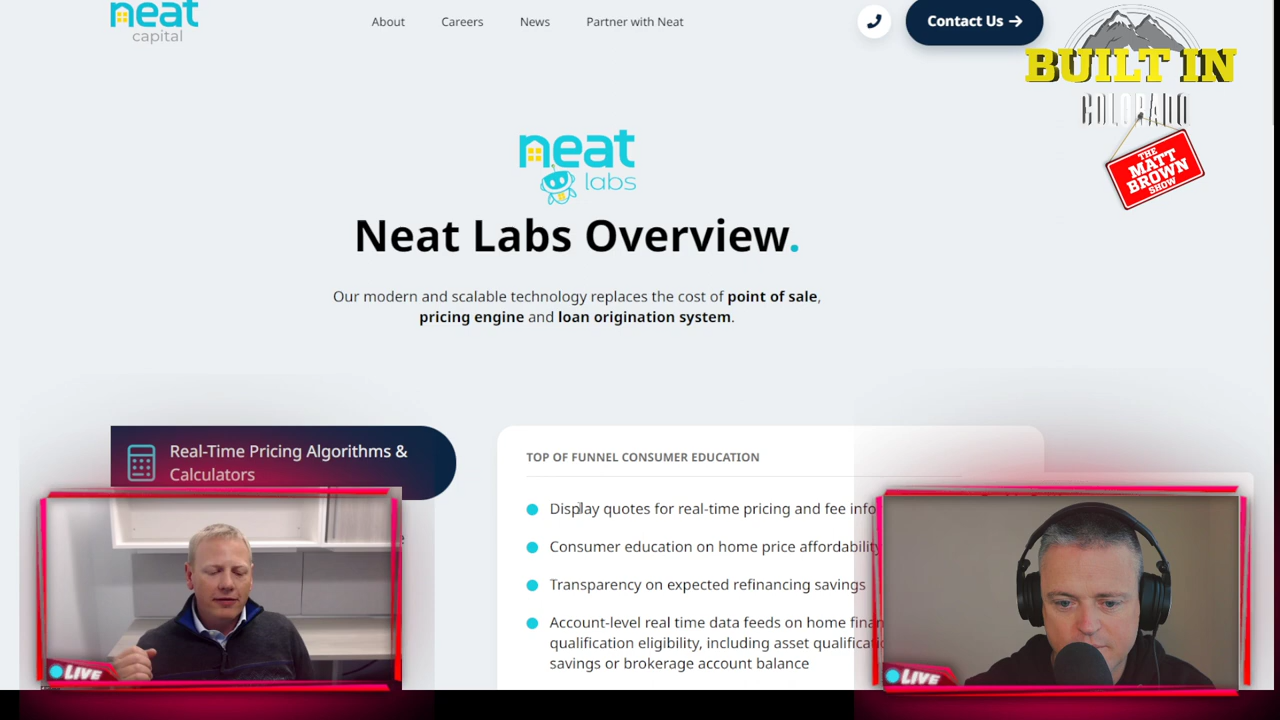 neat
capital
About
Careers
News
Partner with Neat
Contact Us
BUILT IN
COLORADO
THE
MATT
BROWN
SHOW
neat
labs
Neat Labs Overview.
Our modern and scalable technology replaces the cost of point of sale,
pricing engine and loan origination system.
Real-Time Pricing Algorithms &
Calculators
TOP OF FUNNEL CONSUMER EDUCATION
Display quotes for real-time pricing and fee info
Consumer education on home price affordability
Transparency on expected refinancing savings
Account-level real time data feeds on home finan
qualification eligibility, including asset qualificati
savings or brokerage account balance
LIVE
LIVE